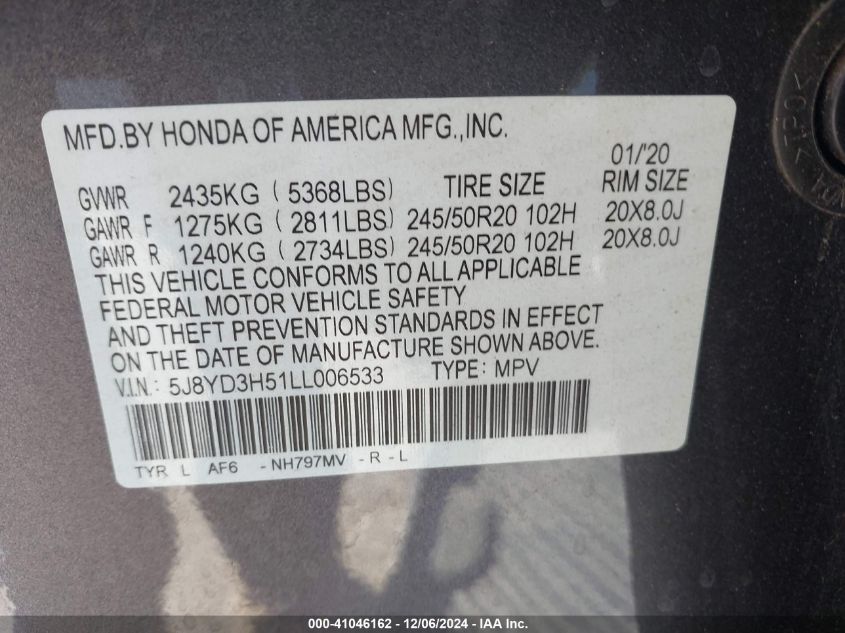 MFD.BY HONDA OF AMERICA MFG.,INC.
01/'20
GVWR 2435KG ( 5368LBS) TIRE SIZE RIM SIZE
GAWR F 1275KG ( 2811LBS) 245/50R20 102H 20X8.0J
GAWR R 1240KG ( 2734LBS) 245/50R20 102H 20X8.0J
THIS VEHICLE CONFORMS TO ALL APPLICABLE
FEDERAL MOTOR VEHICLE SAFETY
AND THEFT PREVENTION STANDARDS IN EFFECT
ON THE DATE OF MANUFACTURE SHOWN ABOVE.
V.I.N.: 5J8YD3H51LL006533 TYPE: MPV
TYR L AF6 -NH797MV -R-L
>TPO<
000-41046162 - 12/06/2024 - IAA Inc.